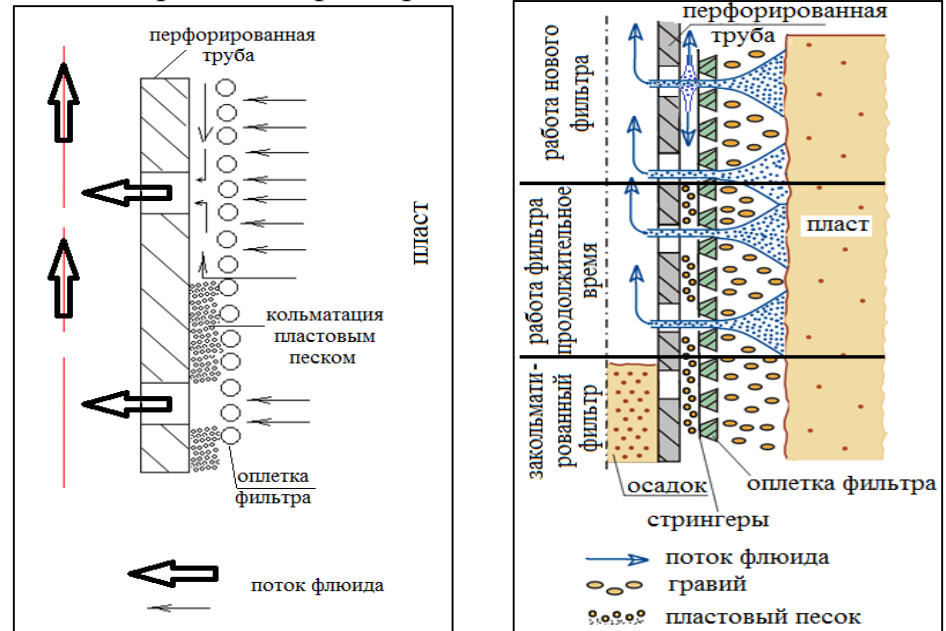 перфорированная
труба
пласт
кольматация
пластовым
песком
оплетка
фильтра
поток флюида
перфорированная
труба
работа нового
фильтра
работа фильтра
продолжительное
время
закольмати-
рованный
фильтр
пласт
осадок
оплетка фильтра
стрингеры
поток флюида
гравий
пластовый песок